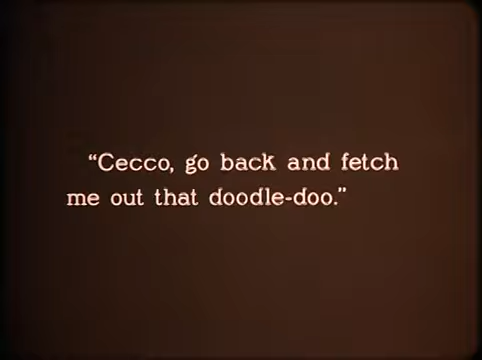 “Cecco, go back and fetch
me out that doodle-doo.”